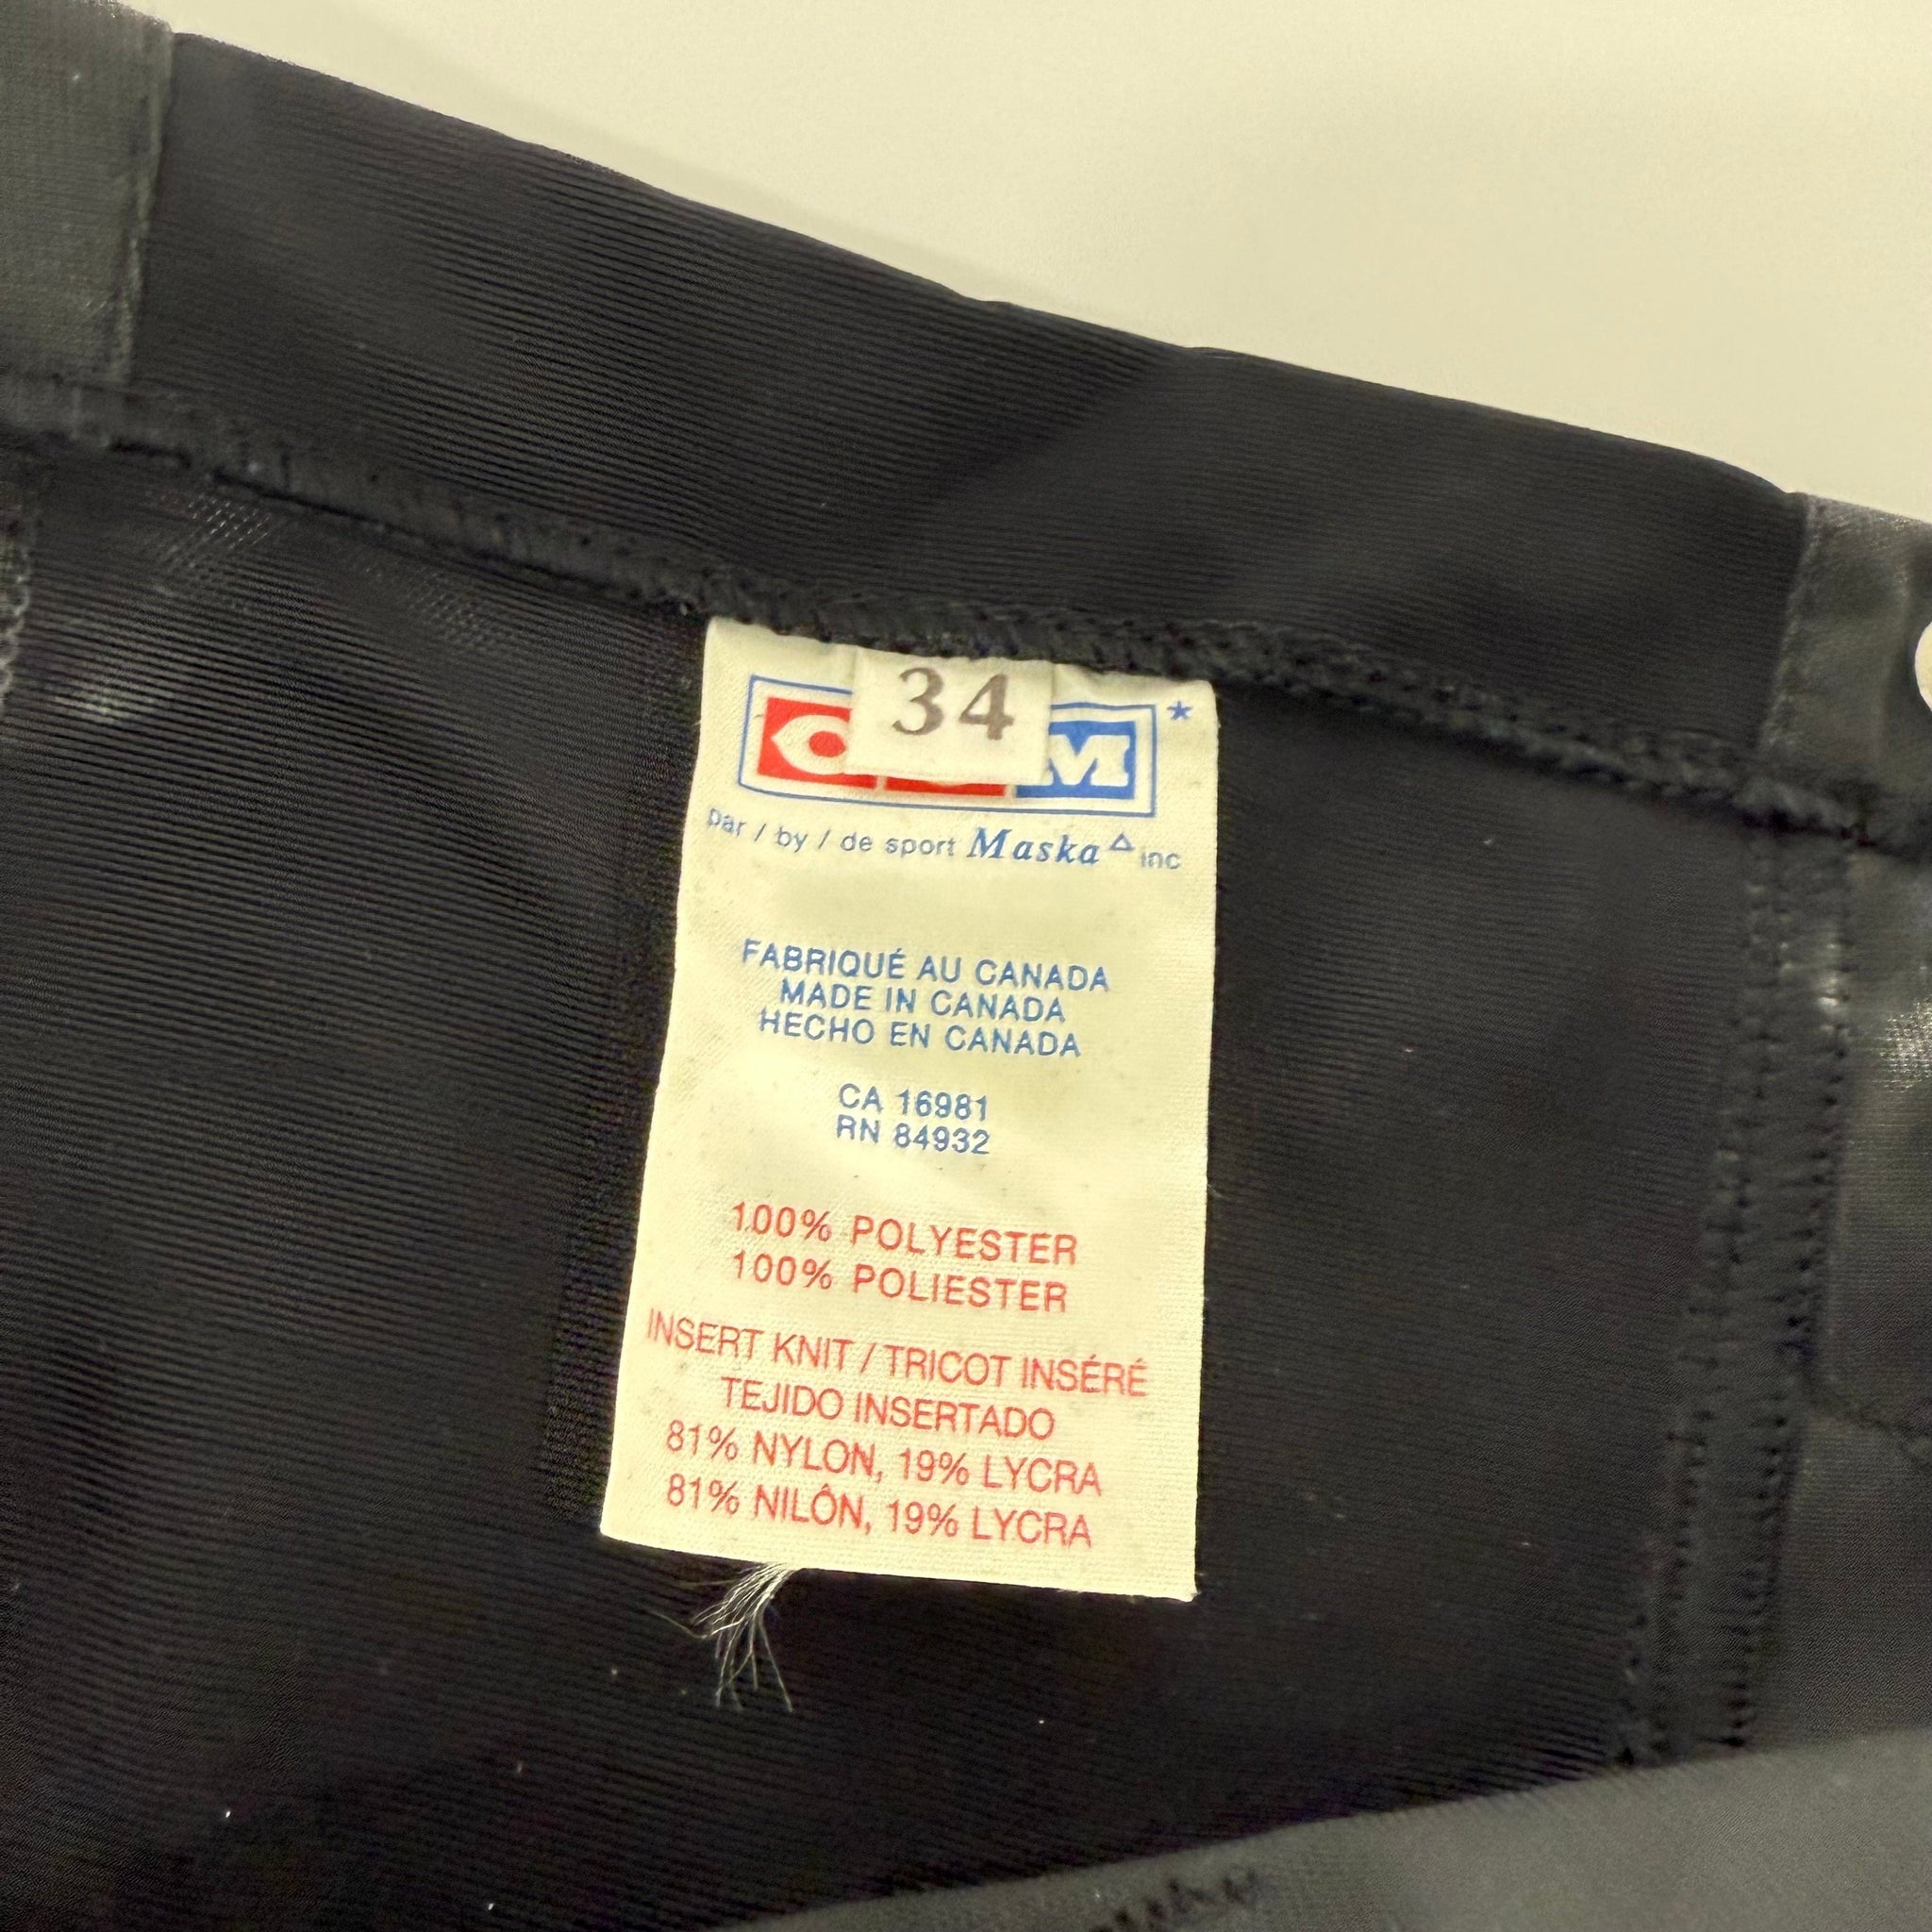 34
par / by / de sport Maska inc
FABRIQUÉ AU CANADA
MADE IN CANADA
HECHO EN CANADA
CA 16981
RN 84932
100% POLYESTER
100% POLIESTER
INSERT KNIT / TRICOT INSÉRÉ
TEJIDO INSERTADO
81% NYLON, 19% LYCRA
81% NILÔN, 19% LYCRA